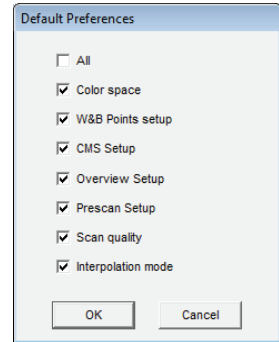 Default Preferences
All
Color space
W&B Points setup
CMS Setup
Overview Setup
Prescan Setup
Scan quality
Interpolation mode
OK
Cancel